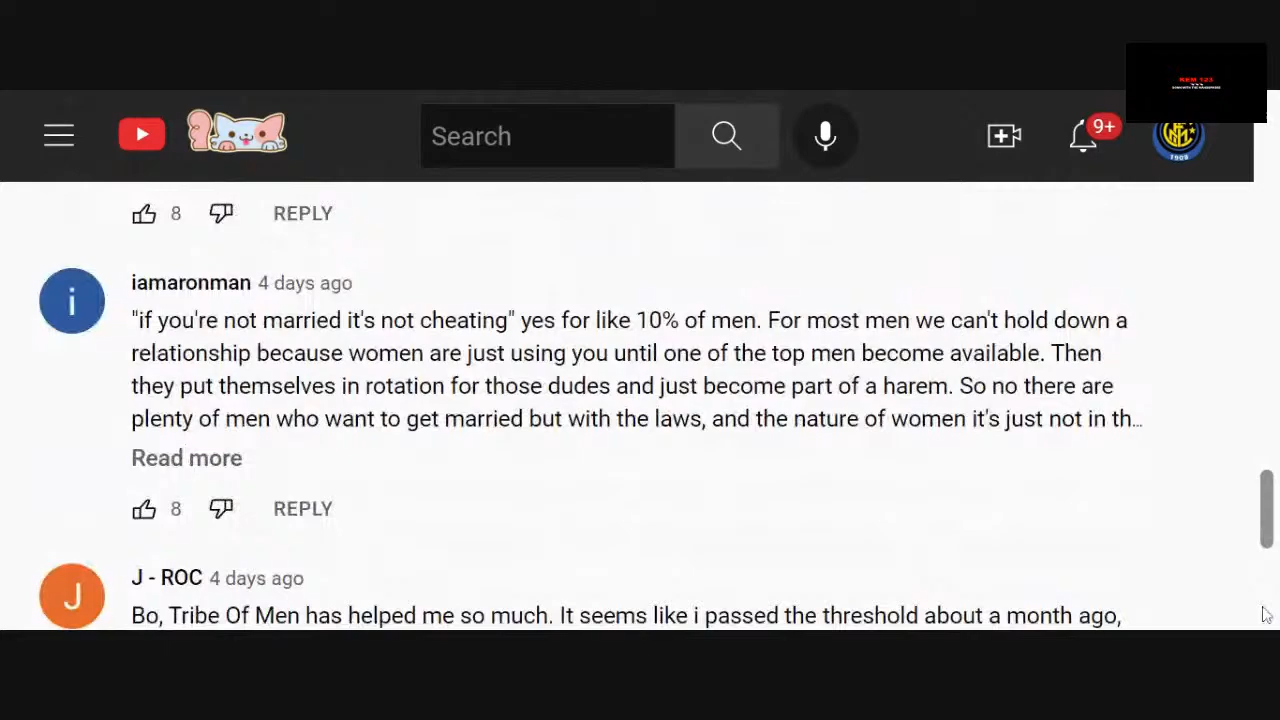 KEM 123
Search
9+
1908
8 REPLY
iamaronman 4 days ago
"if you're not married it's not cheating" yes for like 10% of men. For most men we can't hold down a
relationship because women are just using you until one of the top men become available. Then
they put themselves in rotation for those dudes and just become part of a harem. So no there are
plenty of men who want to get married but with the laws, and the nature of women it's just not in th...
Read more
8 REPLY
i
J - ROC 4 days ago
J
Bo, Tribe Of Men has helped me so much. It seems like i passed the threshold about a month ago,